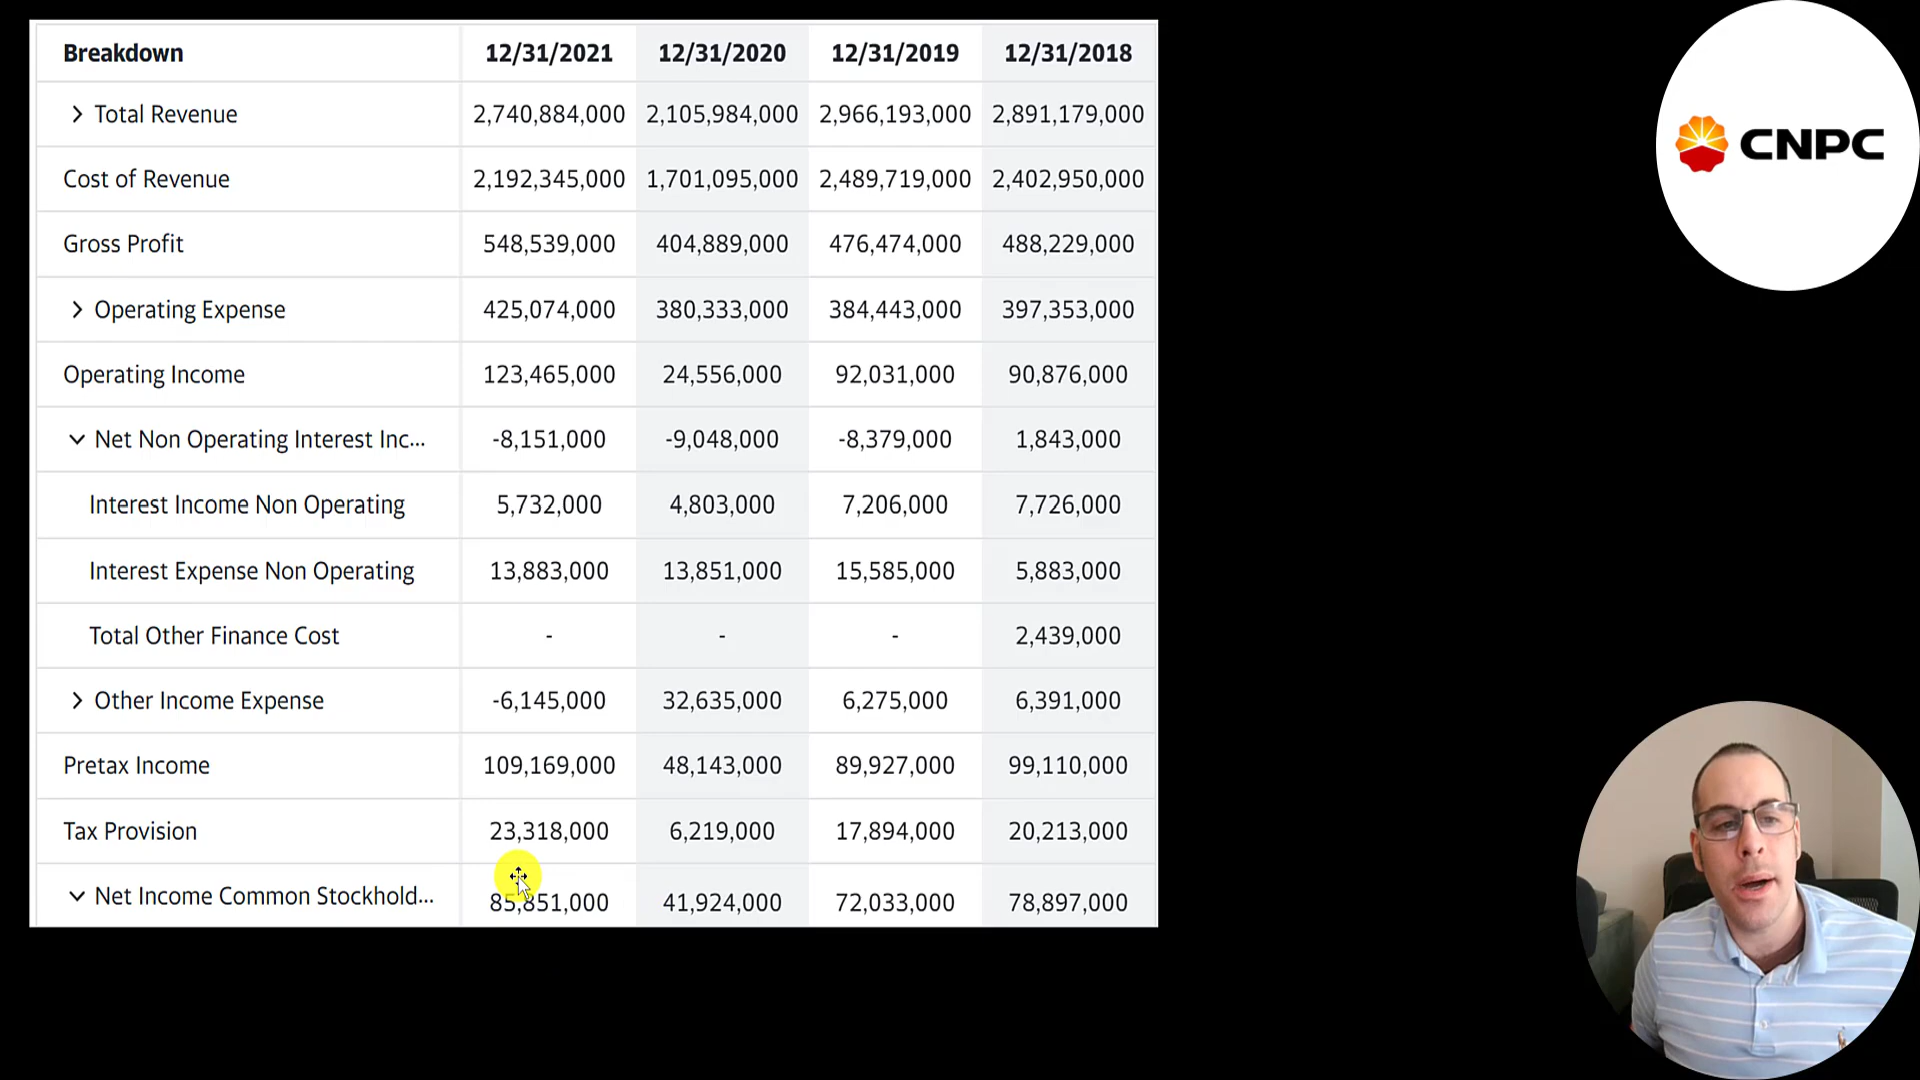 Breakdown 12/31/2021 12/31/2020 12/31/2019 12/31/2018
Total Revenue 2,740,884,000 2,105,984,000 2,966,193,000 2,891,179,000
Cost of Revenue 2,192,345,000 1,701,095,000 2,489,719,000 2,402,950,000
Gross Profit 548,539,000 404,889,000 476,474,000 488,229,000
Operating Expense 425,074,000 380,333,000 384,443,000 397,353,000
Operating Income 123,465,000 24,556,000 92,031,000 90,876,000
Net Non Operating Interest Inc... -8,151,000 -9,048,000 -8,379,000 1,843,000
Interest Income Non Operating 5,732,000 4,803,000 7,206,000 7,726,000
Interest Expense Non Operating 13,883,000 13,851,000 15,585,000 5,883,000
Total Other Finance Cost - - - 2,439,000
Other Income Expense -6,145,000 32,635,000 6,275,000 6,391,000
Pretax Income 109,169,000 48,143,000 89,927,000 99,110,000
Tax Provision 23,318,000 6,219,000 17,894,000 20,213,000
Net Income Common Stockhold... 85,851,000 41,924,000 72,033,000 78,897,000
CNPC